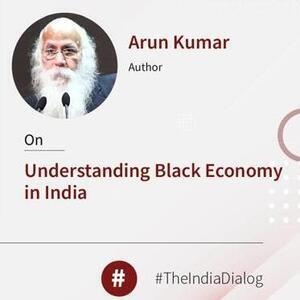 Arun Kumar
Author
On
Understanding Black Economy
in India
# #TheIndiaDialog